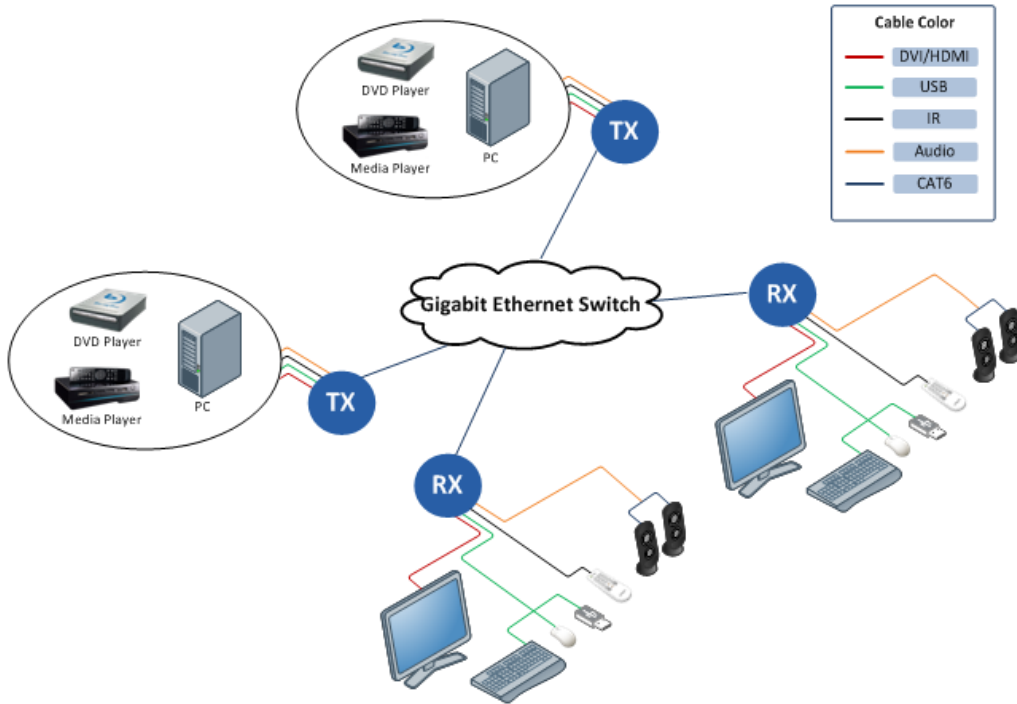 Cable Color
DVI/HDMI
USB
IR
Audio
CAT6
DVD Player
Media Player
PC
TX
Gigabit Ethernet Switch
RX
DVD Player
Media Player
PC
TX
RX